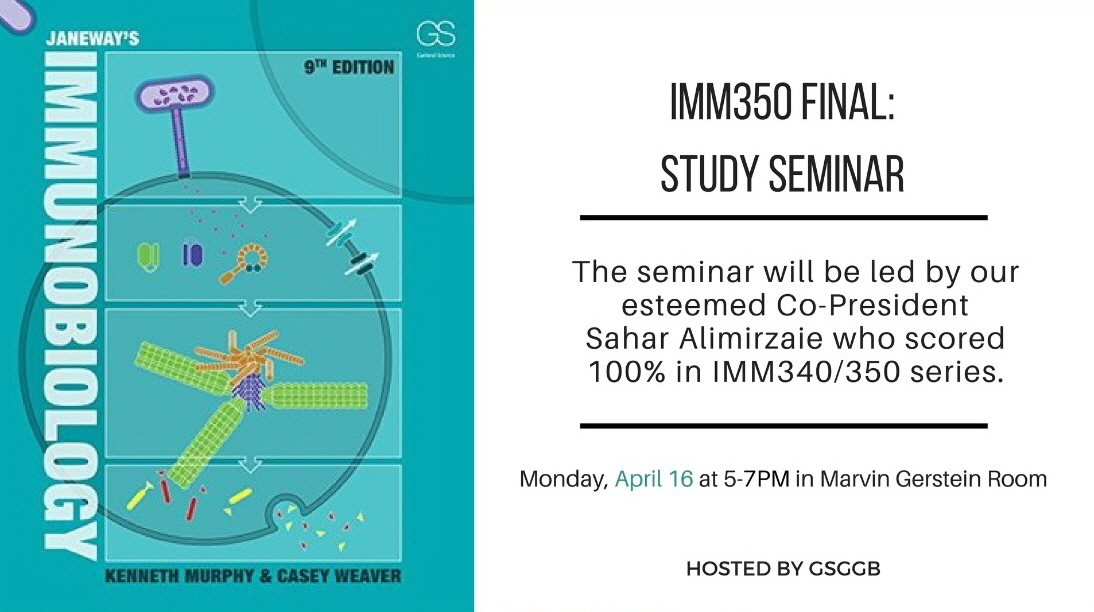 JANEWAY'S
IMMUNOBIOLOGY
9TH EDITION
GS
Garland Science
KENNETH MURPHY & CASEY WEAVER
IMM350 FINAL:
STUDY SEMINAR
The seminar will be led by our
esteemed Co-President
Sahar Alimirzaie who scored
100% in IMM340/350 series.
Monday, April 16 at 5-7PM in Marvin Gerstein Room
HOSTED BY GSGGB